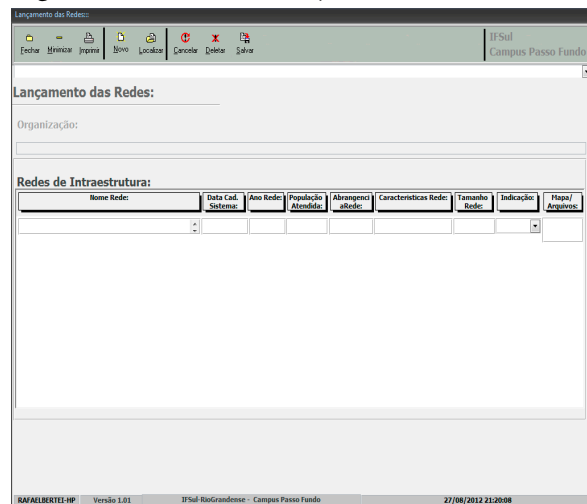 Lançamento das Redes:::
Fechar Minimizar Imprimir Novo Localizar Cancelar Deletar Salvar
IFSul
Campus Passo Fundo
Lançamento das Redes:
Organização:
Redes de Intraestrutura:
Nome Rede: Data Cad. Sistema: Ano Rede: População Atendida: Abrangenci aRede: Caracteristicas Rede: Tamanho Rede: Indicação: Mapa/ Arquivos:
RAFAELBERTEI-HP Versão 1.01 IFSul-RioGrandense - Campus Passo Fundo 27/08/2012 21:20:08